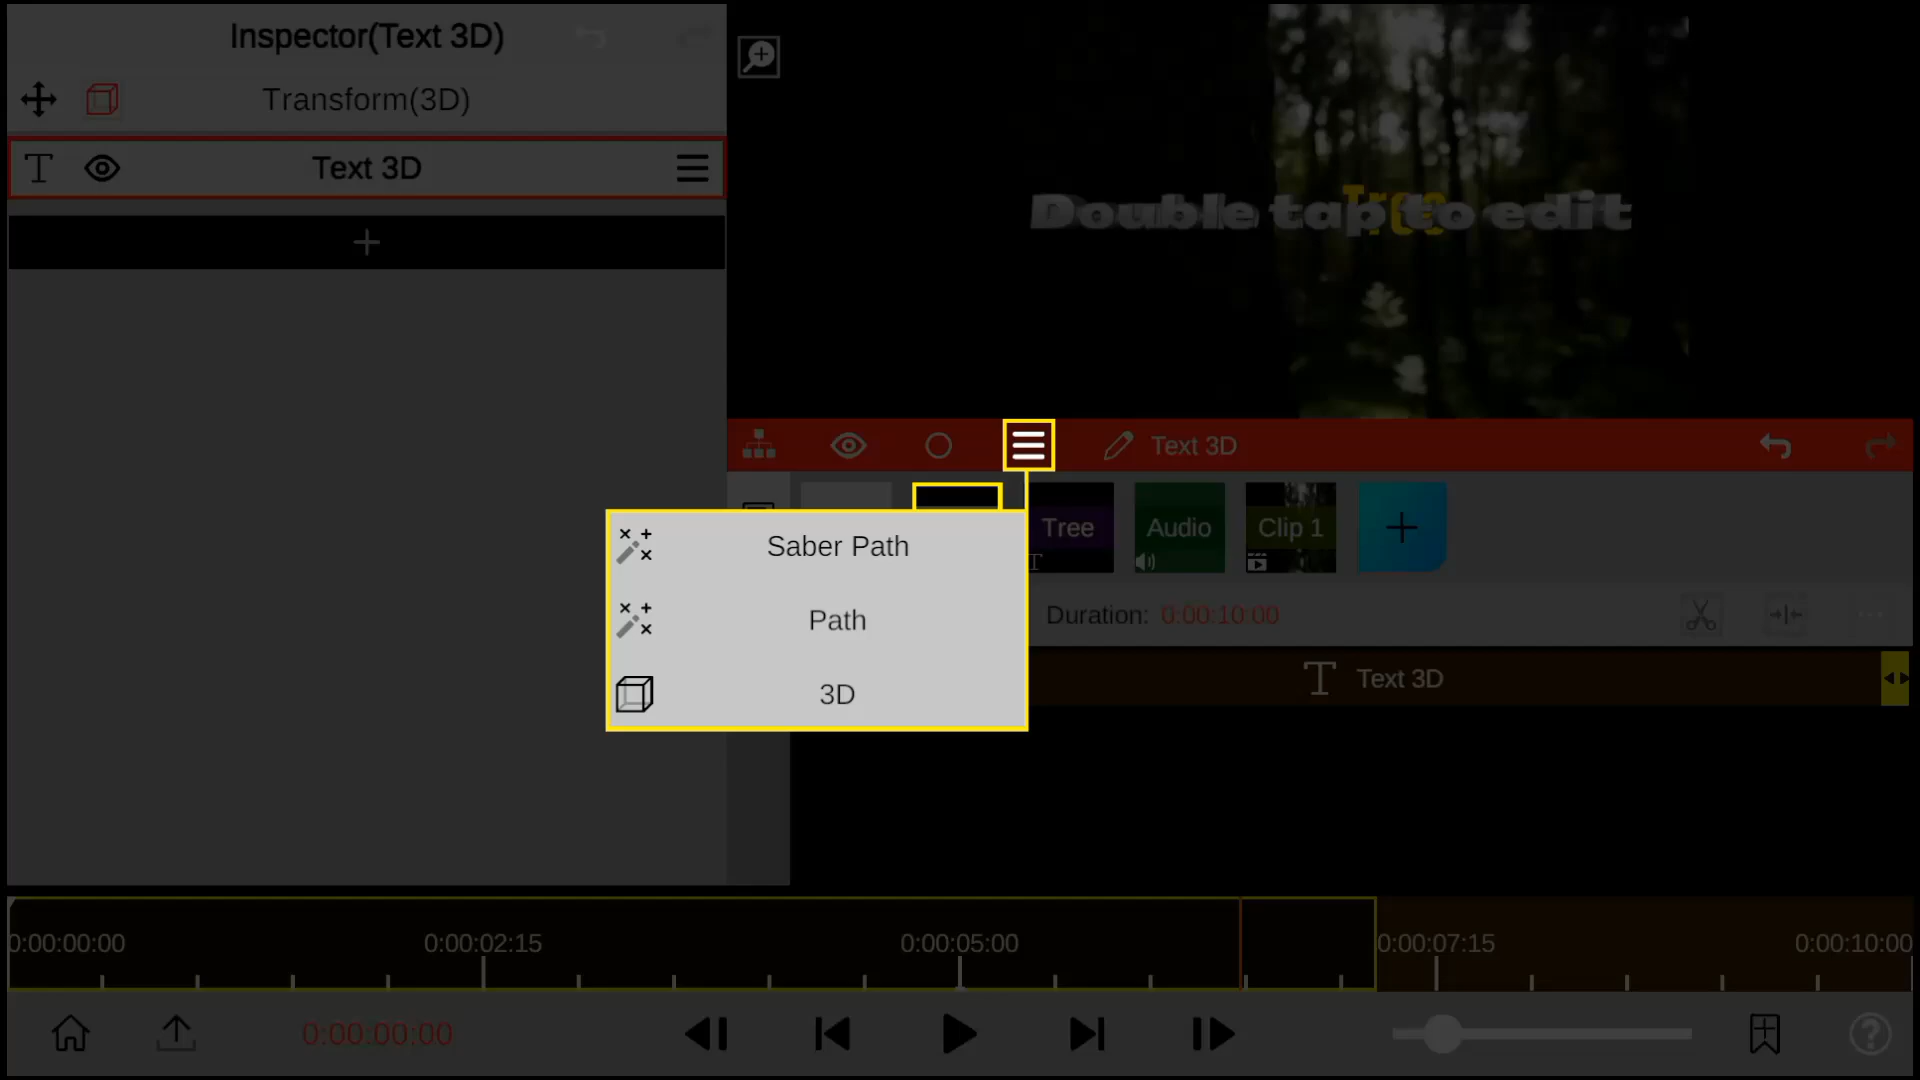 Inspector(Text 3D)
Transform(3D)
Text 3D
Double tap to edit
Tree
Text 3D
Tree
Audio
Clip 1
Saber Path
Path
3D
Duration: 0:00:10:00
Text 3D
0:00:00:00
0:00:02:15
0:00:05:00
0:00:07:15
0:00:10:00
0:00:00:00